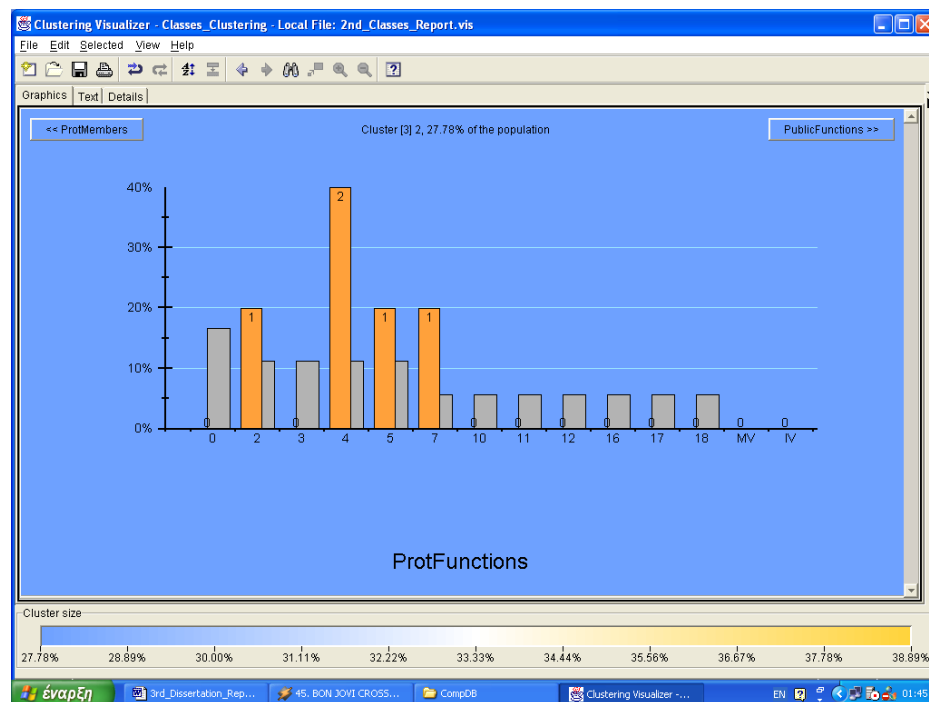 Clustering Visualizer - Classes_Clustering - Local File: 2nd_Classes_Report.vis
File Edit Selected View Help
Graphics Text Details
<< ProtMembers
Cluster [3] 2, 27.78% of the population
PublicFunctions >>
40%
30%
20%
10%
0%
2
1 1 1
0 0 0 0 0 0 0 0 0 0
0 2 3 4 5 7 10 11 12 16 17 18 MV IV
ProtFunctions
Cluster size
27.78% 28.89% 30.00% 31.11% 32.22% 33.33% 34.44% 35.56% 36.67% 37.78% 38.89%
έναρξη 3rd_Dissertation_Rep... 45. BON JOVI CROSS... CompDB Clustering Visualizer -... EN 01:45